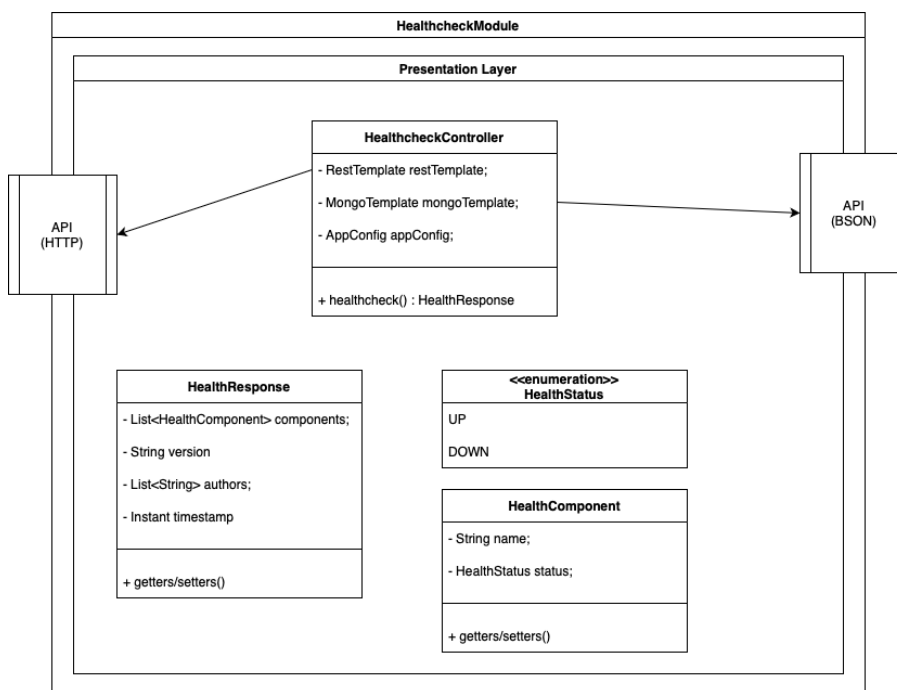 HealthcheckModule
Presentation Layer
HealthcheckController
- RestTemplate restTemplate;
- MongoTemplate mongoTemplate;
- AppConfig appConfig;
+ healthcheck() : HealthResponse
API
(HTTP)
API
(BSON)
HealthResponse
- List<HealthComponent> components;
- String version
- List<String> authors;
- Instant timestamp
+ getters/setters()
<<enumeration>>
HealthStatus
UP
DOWN
HealthComponent
- String name;
- HealthStatus status;
+ getters/setters()